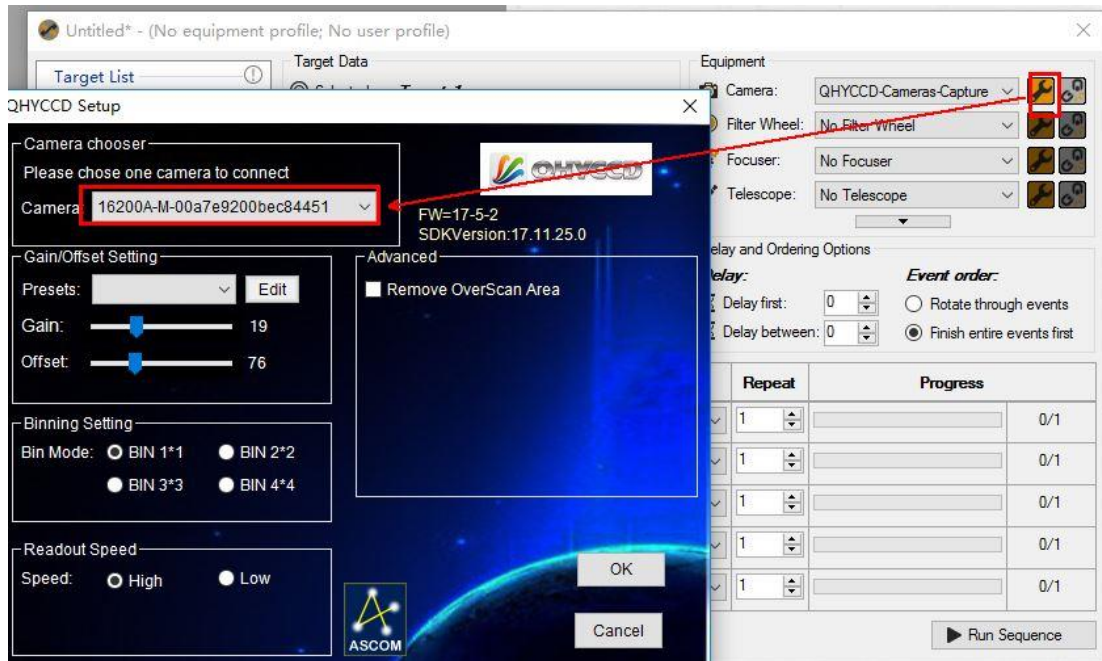 Untitled* - (No equipment profile; No user profile)
Target List
Target Data
Equipment
Camera:
QHYCCD-Cameras-Capture
Filter Wheel:
No Filter Wheel
Focuser:
No Focuser
Telescope:
No Telescope
Delay and Ordering Options
Delay:
Event order:
Delay first:
0
Rotate through events
Delay between:
0
Finish entire events first
Repeat
Progress
1
0/1
1
0/1
1
0/1
1
0/1
1
0/1
Run Sequence
QHYCCD Setup
Camera chooser
Please chose one camera to connect
Camera
16200A-M-00a7e9200bec84451
QHYCCD
FW=17-5-2
SDKVersion:17.11.25.0
Gain/Offset Setting
Presets:
Edit
Gain:
19
Offset:
76
Advanced
Remove OverScan Area
Binning Setting
Bin Mode:
BIN 1*1
BIN 2*2
BIN 3*3
BIN 4*4
Readout Speed
Speed:
High
Low
ASCOM
OK
Cancel